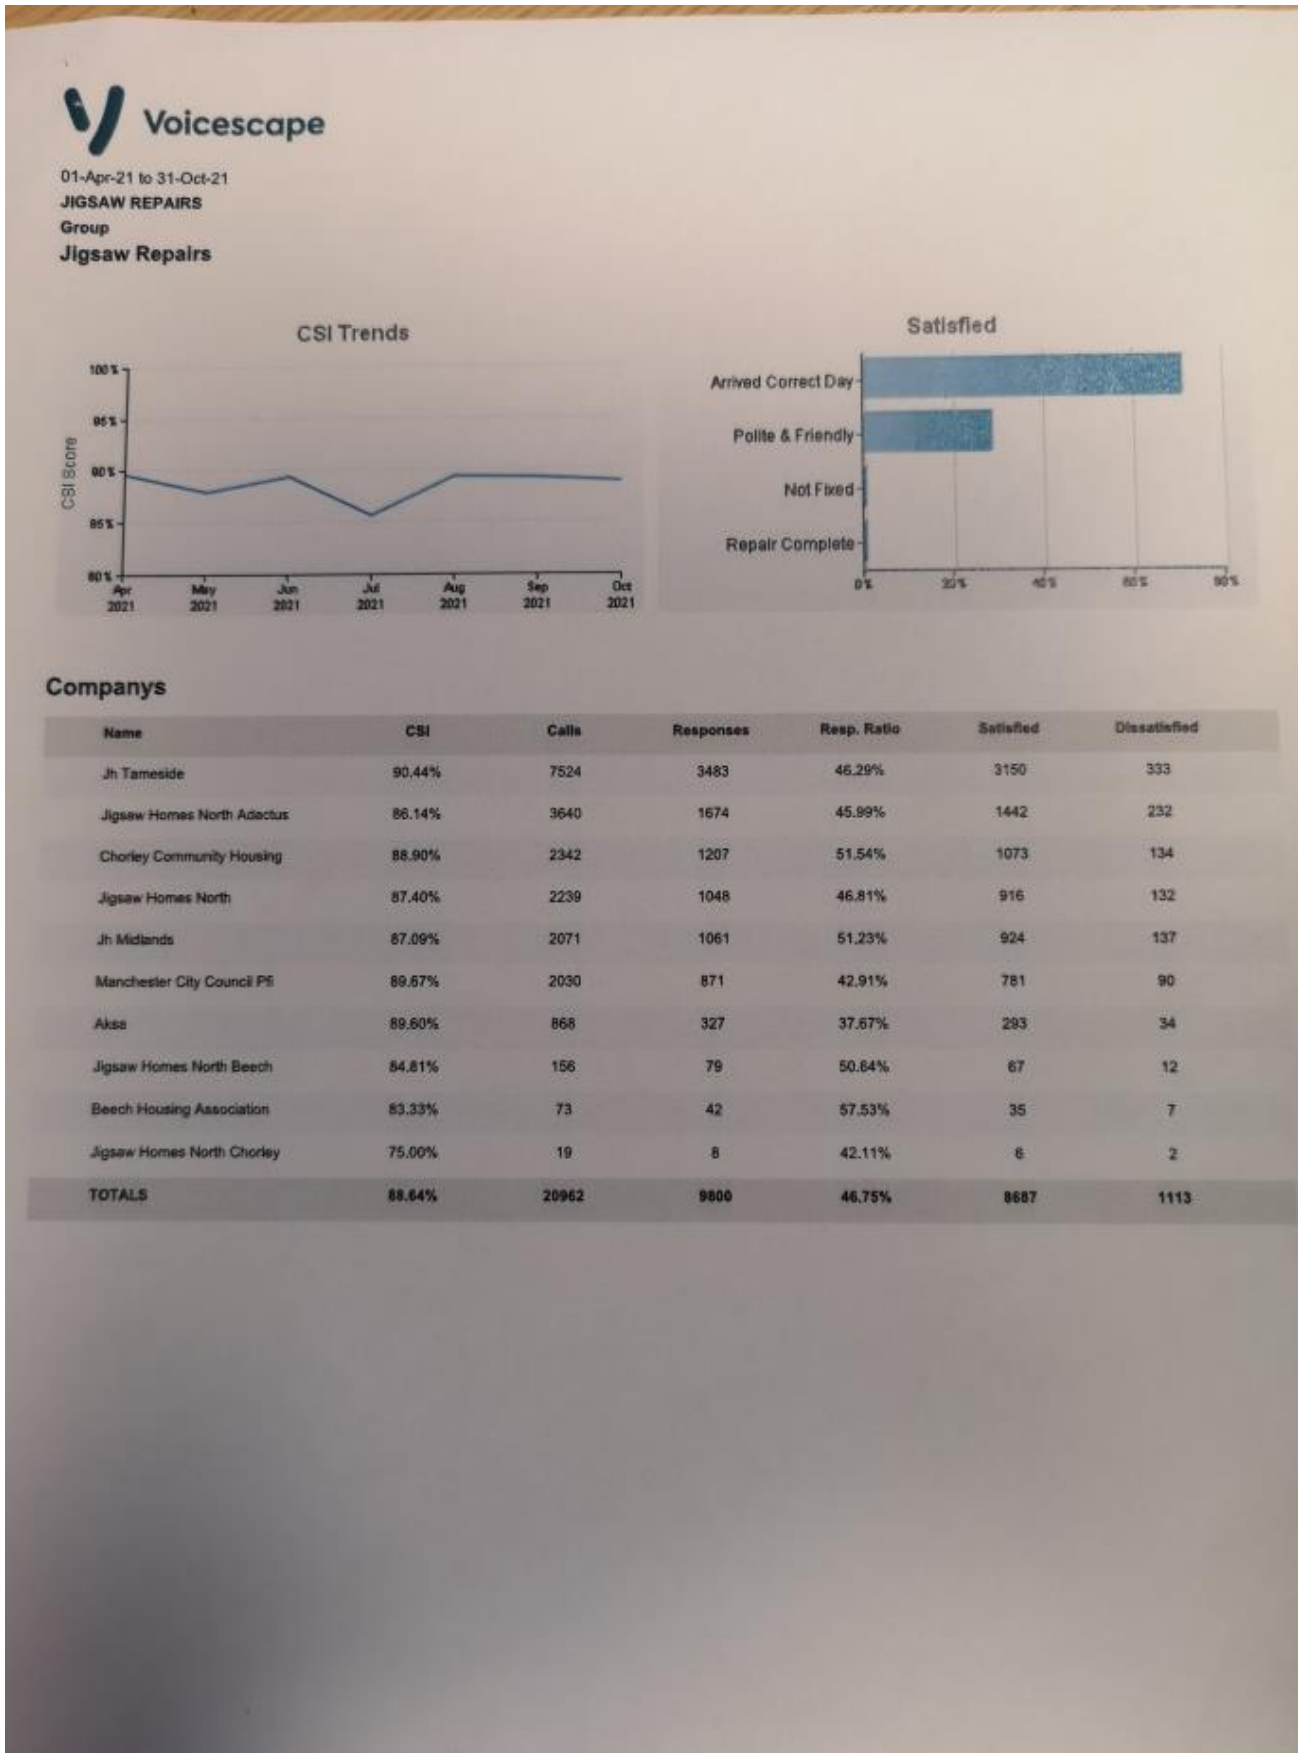 Voicescape
01-Apr-21 to 31-Oct-21
JIGSAW REPAIRS
Group
Jigsaw Repairs
CSI Trends
CSI Score
100%
95%
90%
85%
80%
Apr 2021 May 2021 Jun 2021 Jul 2021 Aug 2021 Sep 2021 Oct 2021
Satisfied
Arrived Correct Day
Polite & Friendly
Not Fixed
Repair Complete
0% 20% 40% 60% 80%
Companys
Name CSI Calls Responses Resp. Ratio Satisfied Dissatisfied
Jh Tameside 90.44% 7524 3483 46.29% 3150 333
Jigsaw Homes North Adactus 86.14% 3640 1674 45.99% 1442 232
Chorley Community Housing 88.90% 2342 1207 51.54% 1073 134
Jigsaw Homes North 87.40% 2239 1048 46.81% 916 132
Jh Midlands 87.09% 2071 1061 51.23% 924 137
Manchester City Council Pfi 89.67% 2030 871 42.91% 781 90
Aksa 89.60% 868 327 37.67% 293 34
Jigsaw Homes North Beech 84.81% 156 79 50.64% 67 12
Beech Housing Association 83.33% 73 42 57.53% 35 7
Jigsaw Homes North Chorley 75.00% 19 8 42.11% 6 2
TOTALS 88.64% 20962 9800 46.75% 8687 1113